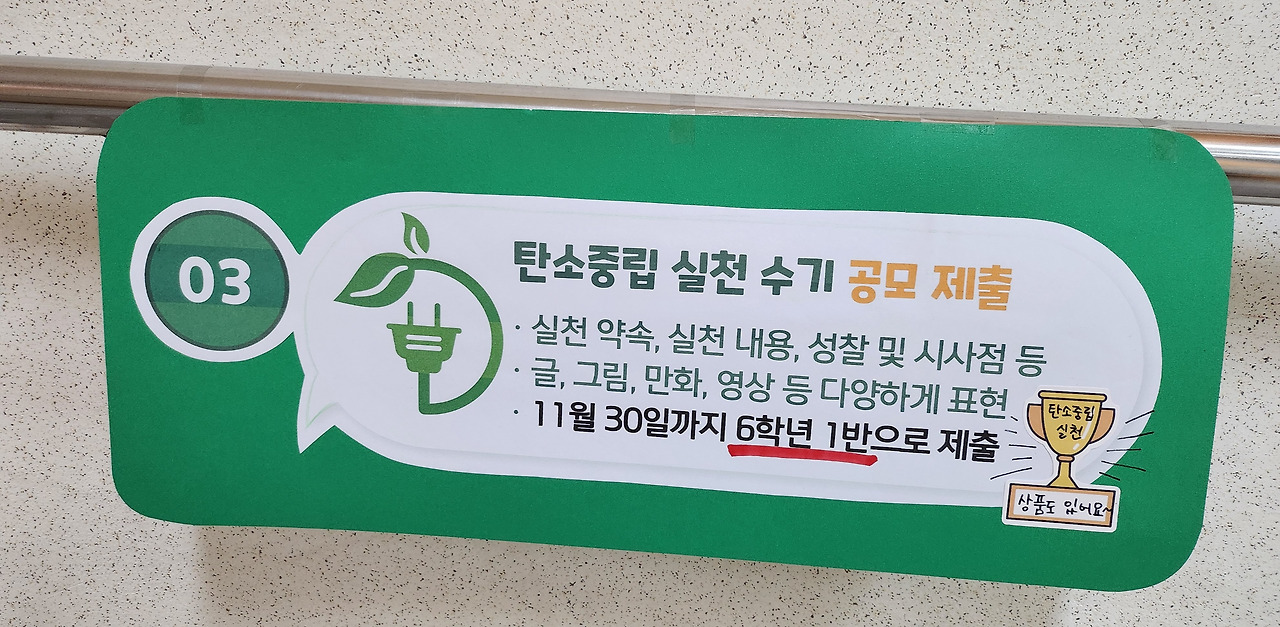 03
탄소중립 실천 수기 공모 제출
· 실천 약속, 실천 내용, 성찰 및 시사점 등
· 글, 그림, 만화, 영상 등 다양하게 표현
· 11월 30일까지 6학년 1반으로 제출
탄소중립
실천
상품도 있어요~